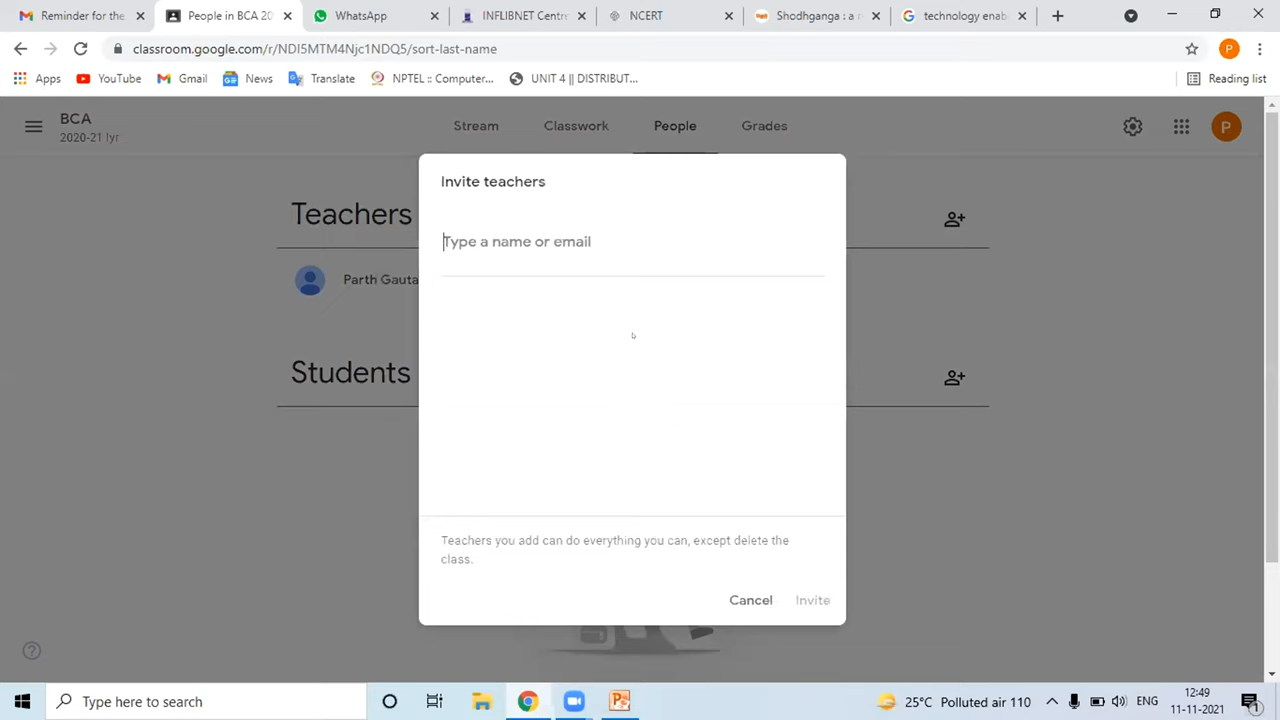 Reminder for the
People in BCA 20
WhatsApp
INFLIBNET Centre
NCERT
Shodhganga : a r
technology enab
classroom.google.com/r/NDI5MTM4Njc1NDQ5/sort-last-name
P
Apps
YouTube
Gmail
News
Translate
NPTEL :: Computer...
UNIT 4 || DISTRIBUT...
Reading list
BCA
2020-21 Iyr
Stream
Classwork
People
Grades
P
Invite teachers
Teachers
Type a name or email
Parth Gauta
Students
Teachers you add can do everything you can, except delete the
class.
Cancel
Invite
Type here to search
25°C Polluted air 110
ENG
12:49
11-11-2021